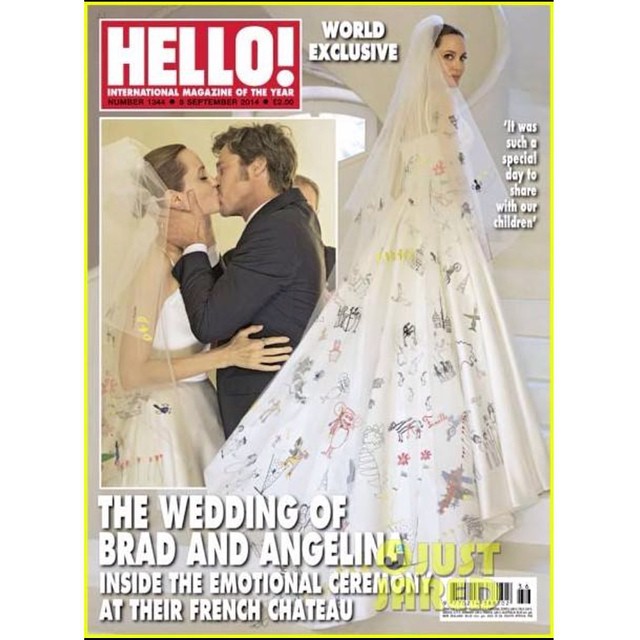 HELLO!
INTERNATIONAL MAGAZINE OF THE YEAR
NUMBER 1344 • 8 SEPTEMBER 2014 • £2.00
WORLD
EXCLUSIVE
'It was
such a
special
day to
share
with our
children'
THE WEDDING OF
BRAD AND ANGELINA
INSIDE THE EMOTIONAL CEREMONY
AT THEIR FRENCH CHÂTEAU
JUST
JARED
36